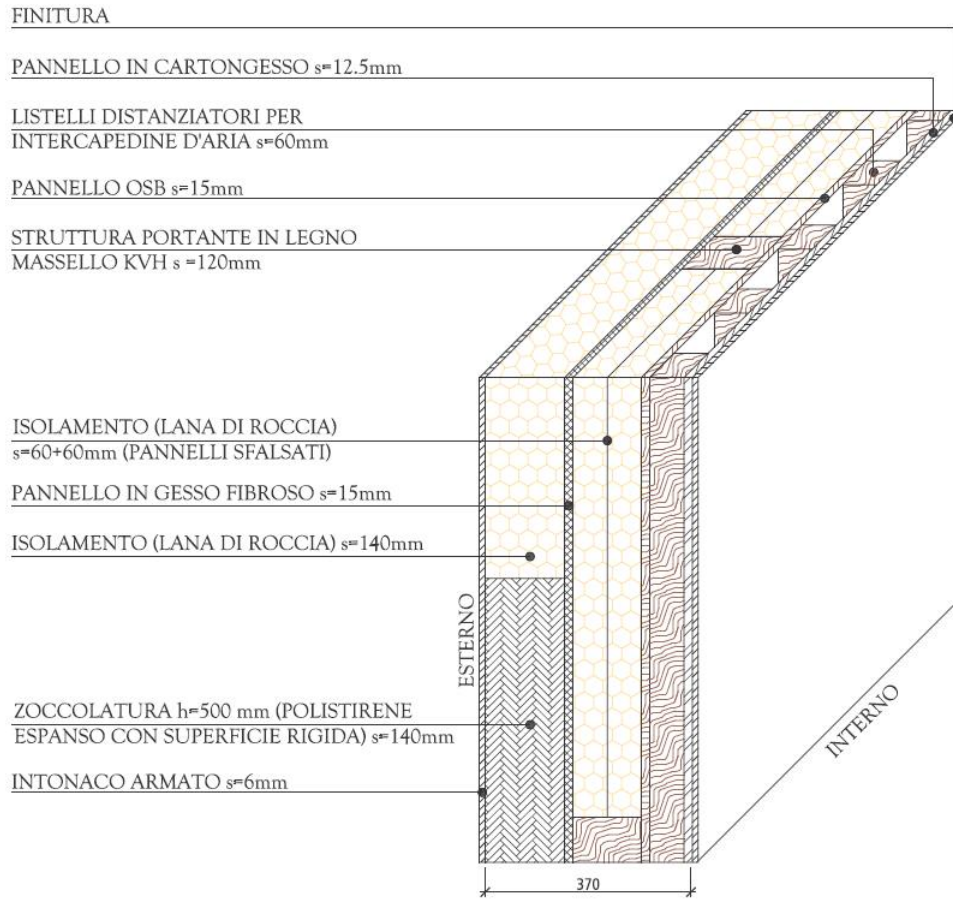 FINITURA
PANNELLO IN CARTONGESSO s=12.5mm
LISTELLI DISTANZIATORI PER
INTERCAPEDINE D'ARIA s=60mm
PANNELLO OSB s=15mm
STRUTTURA PORTANTE IN LEGNO
MASSELLO KVH s =120mm
ISOLAMENTO (LANA DI ROCCIA)
s=60+60mm (PANNELLI SFALSATI)
PANNELLO IN GESSO FIBROSO s=15mm
ISOLAMENTO (LANA DI ROCCIA) s=140mm
ESTERNO
ZOCCOLATURA h=500 mm (POLISTIRENE
ESPANSO CON SUPERFICIE RIGIDA) s=140mm
INTERNO
INTONACO ARMATO s=6mm
370